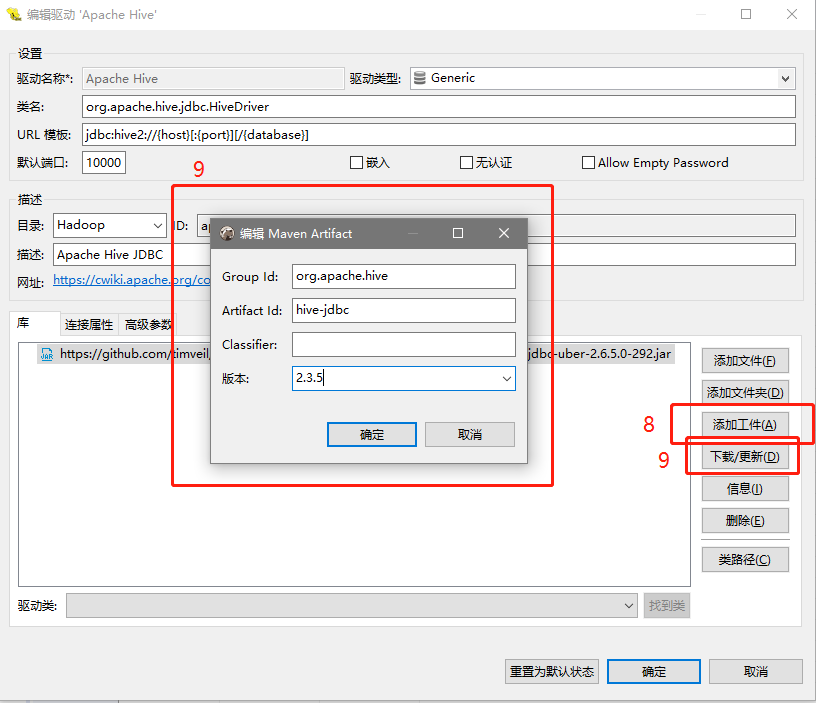 编辑驱动 'Apache Hive'
设置
驱动名称*: Apache Hive 驱动类型: Generic
类名: org.apache.hive.jdbc.HiveDriver
URL 模板: jdbc:hive2://{host}[:{port}][/{database}]
默认端口: 10000 嵌入 无认证 Allow Empty Password
9
描述
目录: Hadoop ID:
描述: Apache Hive JDBC
网址: https://cwiki.apache.org/co
编辑 Maven Artifact
Group Id: org.apache.hive
Artifact Id: hive-jdbc
Classifier:
版本: 2.3.5
确定 取消
库 连接属性 高级参数
https://github.com/timveil jdbc-uber-2.6.5.0-292.jar
添加文件(F)
添加文件夹(D)
8 添加工件(A)
9 下载/更新(D)
信息(I)
删除(E)
类路径(C)
驱动类: 找到类
重置为默认状态 确定 取消